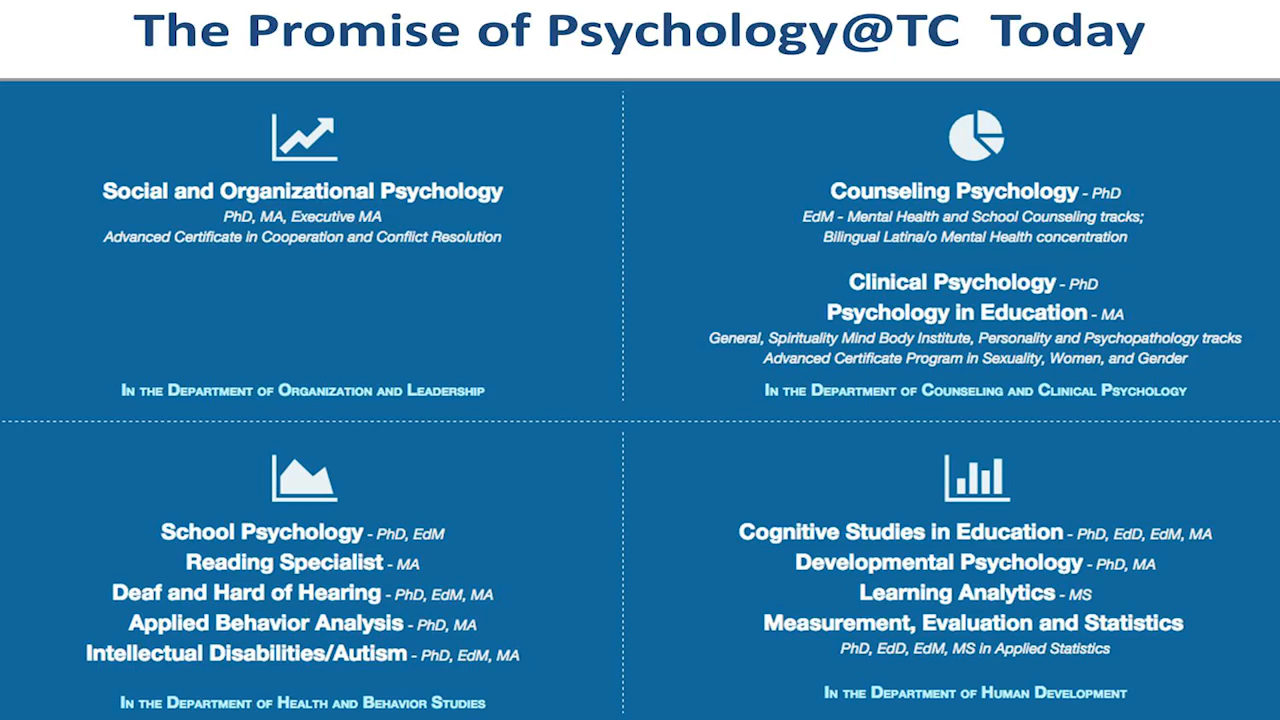 The Promise of Psychology@TC Today
Social and Organizational Psychology
PhD, MA, Executive MA
Advanced Certificate in Cooperation and Conflict Resolution
In the Department of Organization and Leadership
Counseling Psychology - PhD
EdM - Mental Health and School Counseling tracks;
Bilingual Latina/o Mental Health concentration
Clinical Psychology - PhD
Psychology in Education - MA
General, Spirituality Mind Body Institute, Personality and Psychopathology tracks
Advanced Certificate Program in Sexuality, Women, and Gender
In the Department of Counseling and Clinical Psychology
School Psychology - PhD, EdM
Reading Specialist - MA
Deaf and Hard of Hearing - PhD, EdM, MA
Applied Behavior Analysis - PhD, MA
Intellectual Disabilities/Autism - PhD, EdM, MA
In the Department of Health and Behavior Studies
Cognitive Studies in Education - PhD, EdD, EdM, MA
Developmental Psychology - PhD, MA
Learning Analytics - MS
Measurement, Evaluation and Statistics
PhD, EdD, EdM, MS in Applied Statistics
In the Department of Human Development